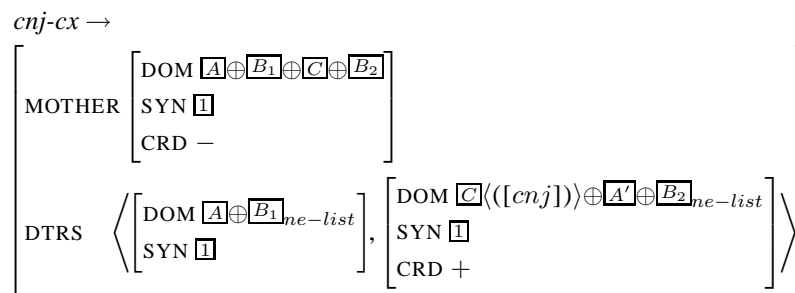 cnj-cx →
MOTHER [DOM A ⊕ B₁ ⊕ C ⊕ B₂
SYN 1
CRD −]
DTRS ⟨[DOM A ⊕ B₁ ne−list
SYN 1], [DOM C⟨([cnj])⟩ ⊕ A′ ⊕ B₂ ne−list
SYN 1
CRD +]⟩